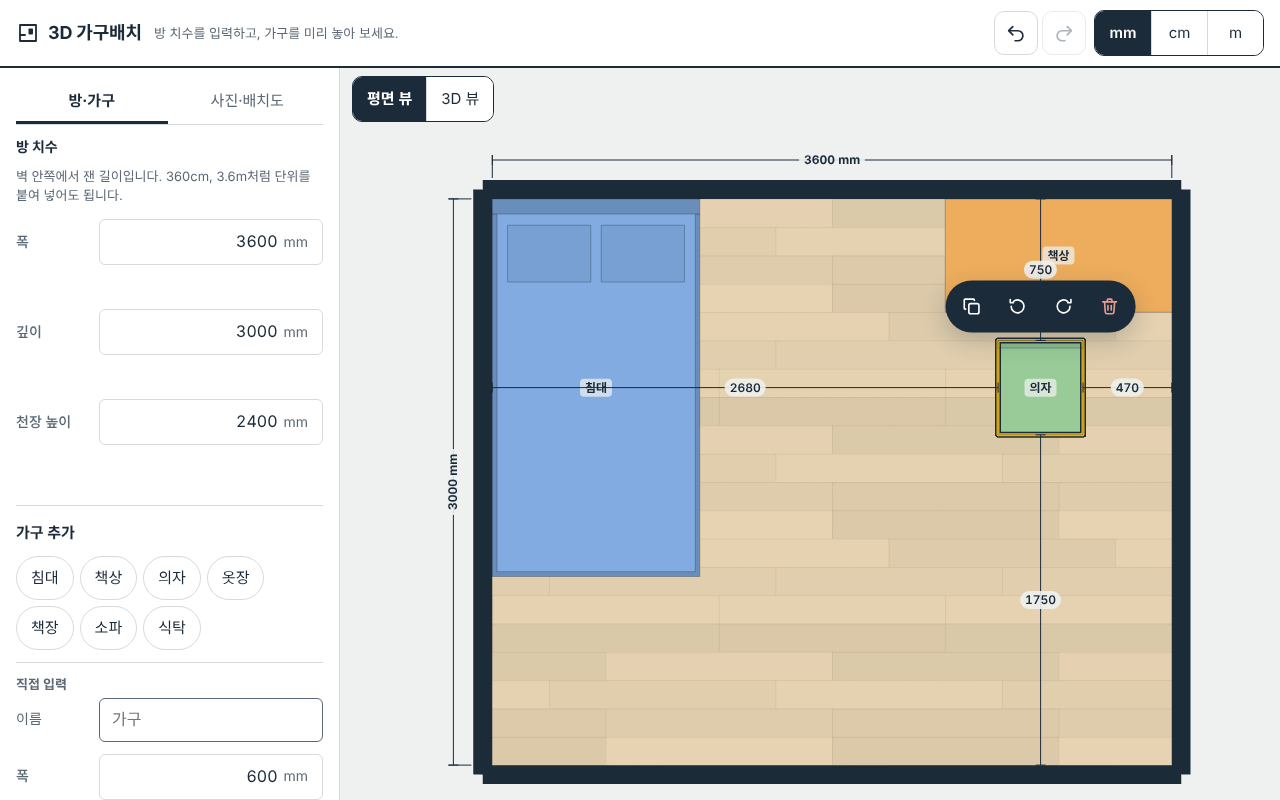 3D 가구배치
방 치수를 입력하고, 가구를 미리 놓아 보세요.
mm
cm
m
방·가구
사진·배치도
방 치수
벽 안쪽에서 잰 길이입니다. 360cm, 3.6m처럼 단위를
붙여 넣어도 됩니다.
폭
3600 mm
깊이
3000 mm
천장 높이
2400 mm
가구 추가
침대
책상
의자
옷장
책장
소파
식탁
직접 입력
이름
가구
폭
600 mm
평면 뷰
3D 뷰
3600 mm
3000 mm
책상
750
침대
2680
의자
470
1750